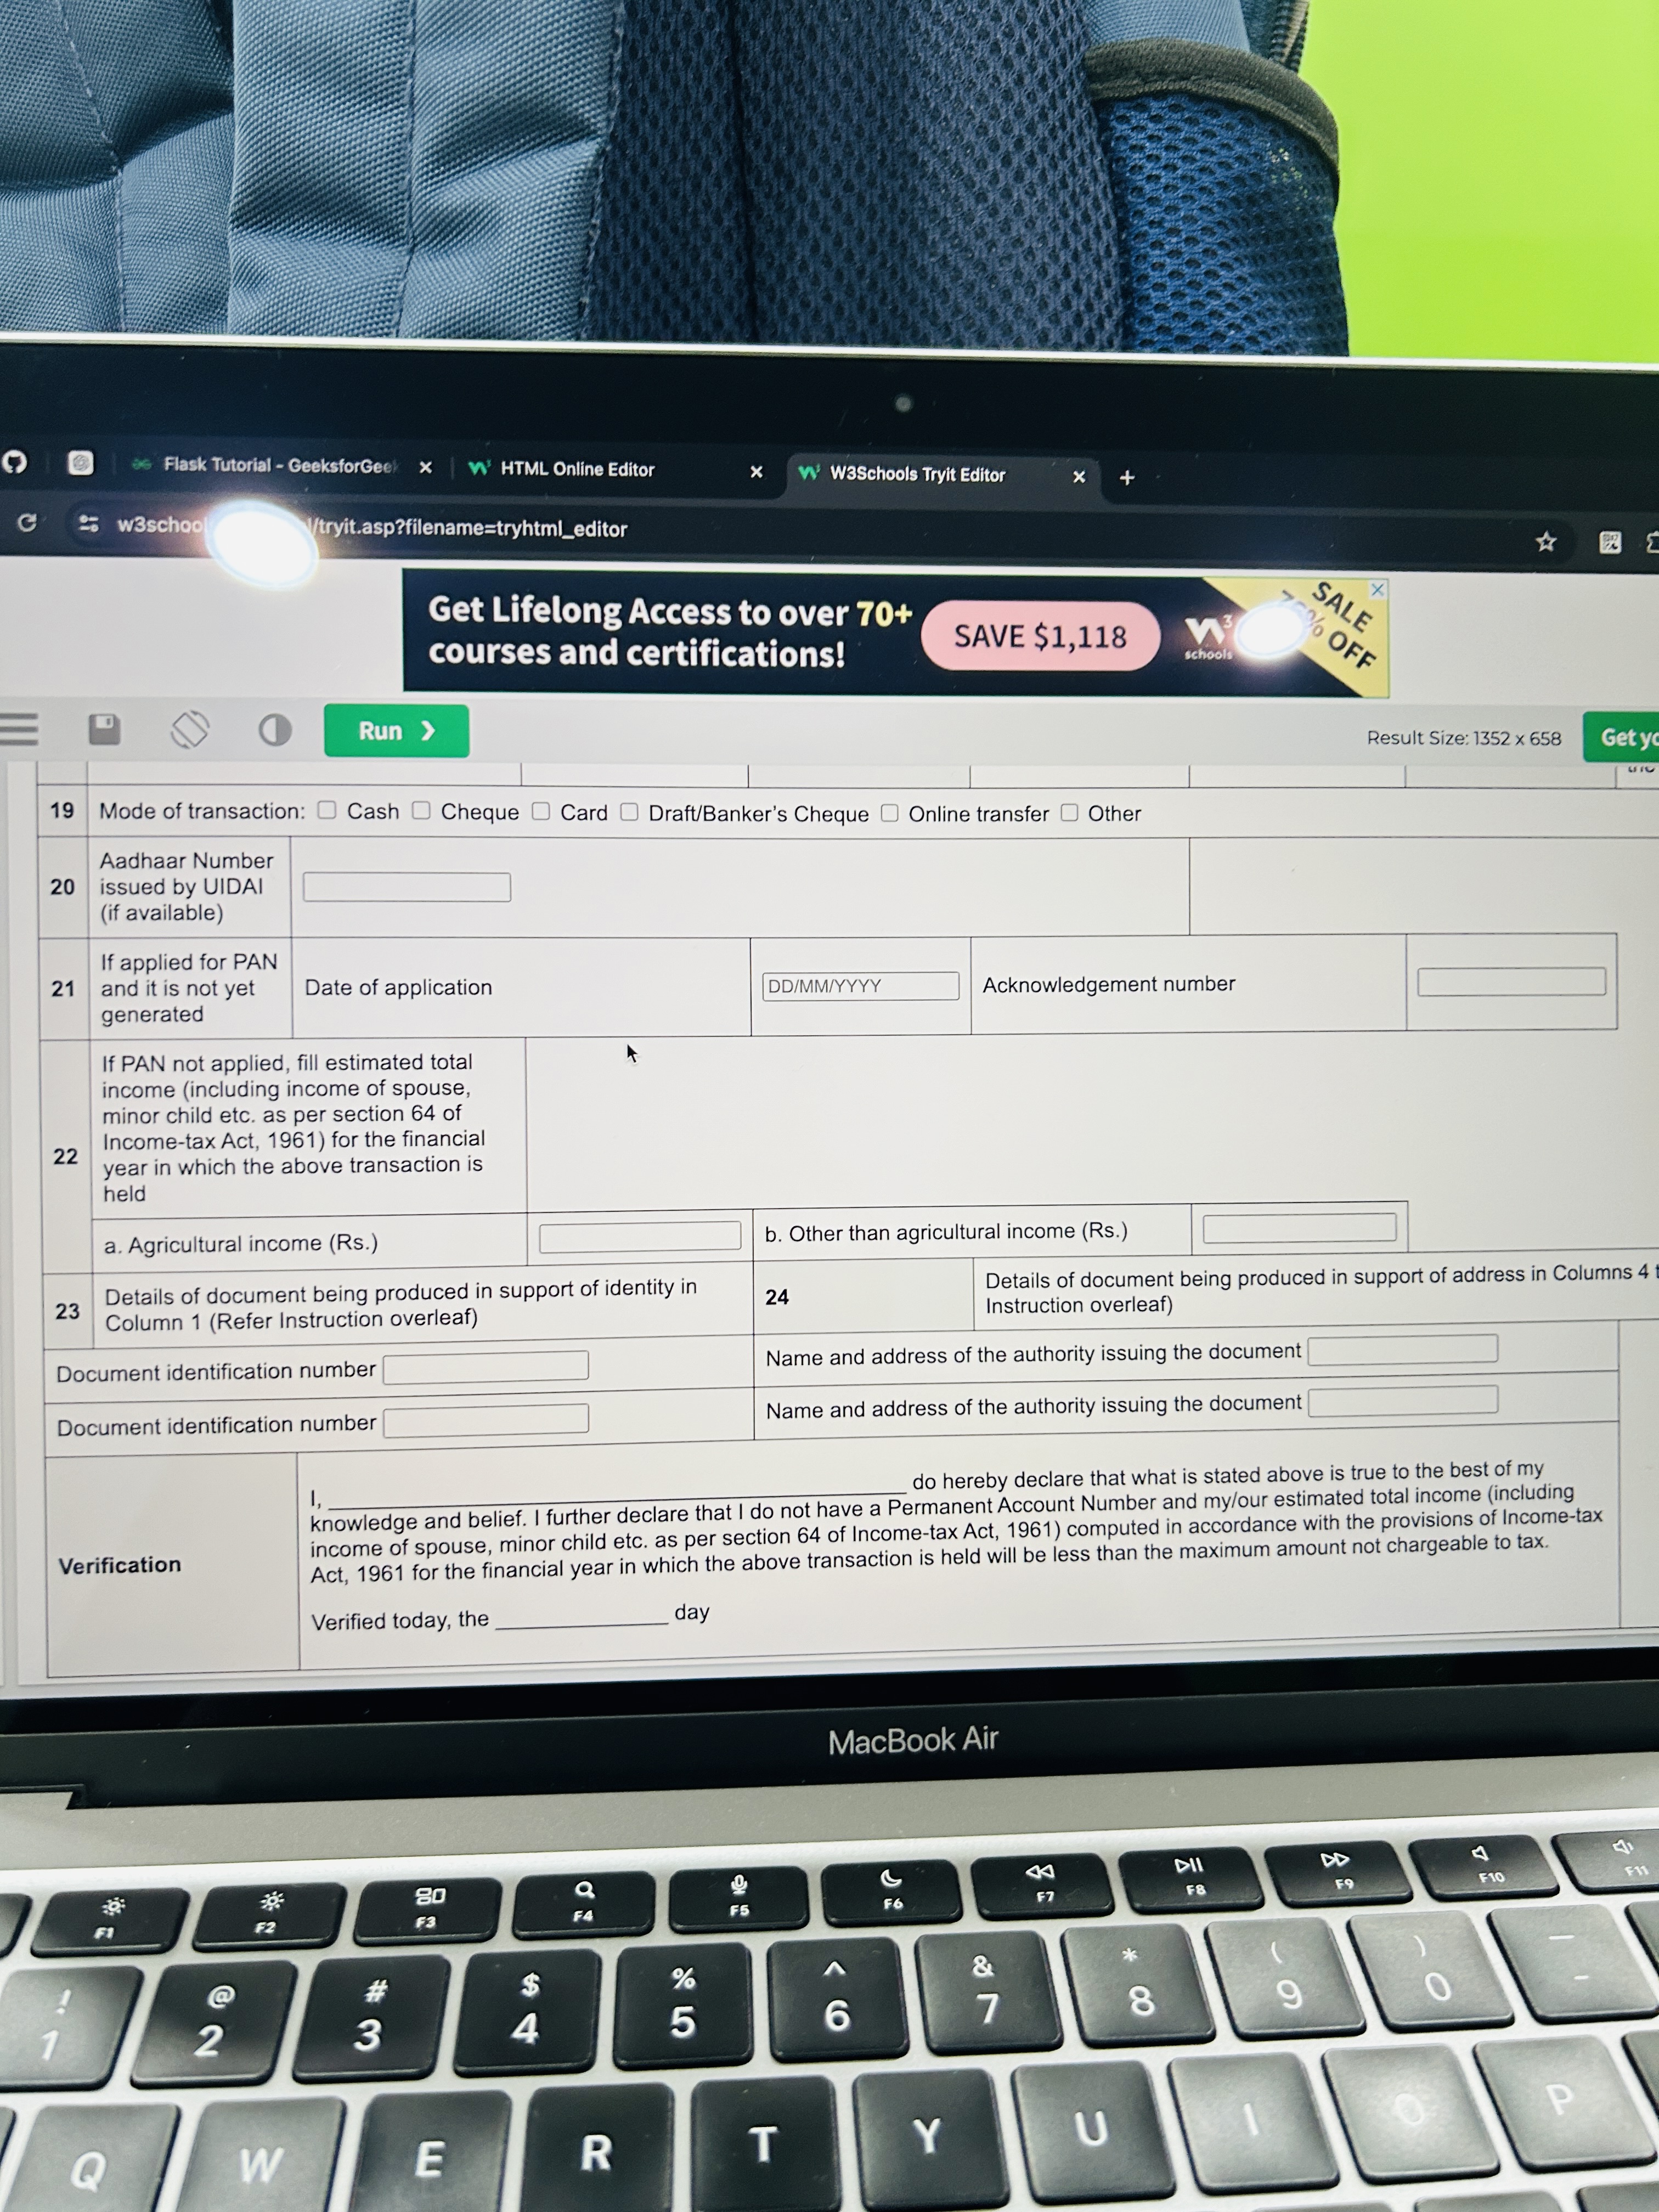 Flask Tutorial - GeeksforGeek
HTML Online Editor
W3Schools Tryit Editor
w3school /tryit.asp?filename=tryhtml_editor
Get Lifelong Access to over 70+
courses and certifications!
SAVE $1,118
schools
SALE
% OFF
Run ❯
Result Size: 1352 x 658
Get yo
19 Mode of transaction: Cash Cheque Card Draft/Banker's Cheque Online transfer Other
20
Aadhaar Number
issued by UIDAI
(if available)
21
If applied for PAN
and it is not yet
generated
Date of application
DD/MM/YYYY
Acknowledgement number
22
If PAN not applied, fill estimated total
income (including income of spouse,
minor child etc. as per section 64 of
Income-tax Act, 1961) for the financial
year in which the above transaction is
held
a. Agricultural income (Rs.)
b. Other than agricultural income (Rs.)
23
Details of document being produced in support of identity in
Column 1 (Refer Instruction overleaf)
24
Details of document being produced in support of address in Columns 4 t
Instruction overleaf)
Document identification number
Name and address of the authority issuing the document
Document identification number
Name and address of the authority issuing the document
Verification
I, ______________________________ do hereby declare that what is stated above is true to the best of my
knowledge and belief. I further declare that I do not have a Permanent Account Number and my/our estimated total income (including
income of spouse, minor child etc. as per section 64 of Income-tax Act, 1961) computed in accordance with the provisions of Income-tax
Act, 1961 for the financial year in which the above transaction is held will be less than the maximum amount not chargeable to tax.
Verified today, the __________ day
MacBook Air
F1 F2 F3 F4 F5 F6 F7 F8 F9 F10 F11
! @ # $ % ^ & * ( ) _
1 2 3 4 5 6 7 8 9 0 -
Q W E R T Y U I O P